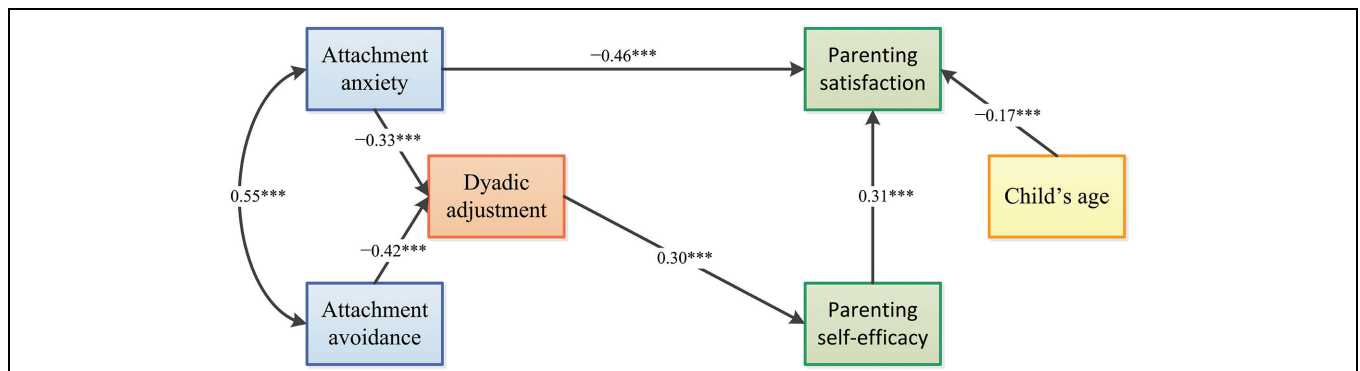 Attachment
anxiety
−0.46***
Parenting
satisfaction
−0.17***
−0.33***
Dyadic
adjustment
0.55***
0.31***
Child’s age
−0.42***
0.30***
Attachment
avoidance
Parenting
self-efficacy